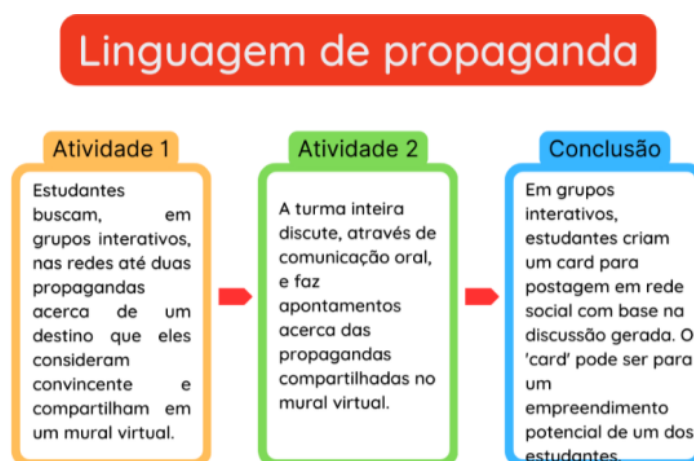 Linguagem de propaganda
Atividade 1
Estudantes
buscam, em
grupos interativos,
nas redes até duas
propagandas
acerca de um
destino que eles
consideram
convincente e
compartilham em
um mural virtual.
Atividade 2
A turma inteira
discute, através de
comunicação oral,
e faz
apontamentos
acerca das
propagandas
compartilhadas no
mural virtual.
Conclusão
Em grupos
interativos,
estudantes criam
um card para
postagem em rede
social com base na
discussão gerada. O
'card' pode ser para
um
empreendimento
potencial de um dos
estudantes.